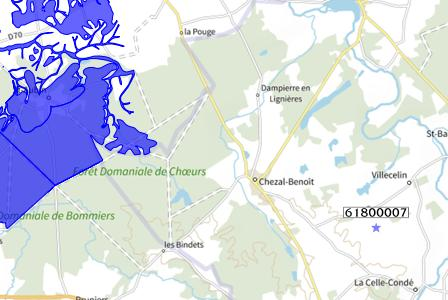 D70
la Pouge
Dampierre en
Lignières
St-Ba
Forêt Domaniale de Chœurs
Chezal-Benoît
Villecelin
61800007
Domaniale de Bommiers
les Bindets
La Celle-Condé
Pruniers